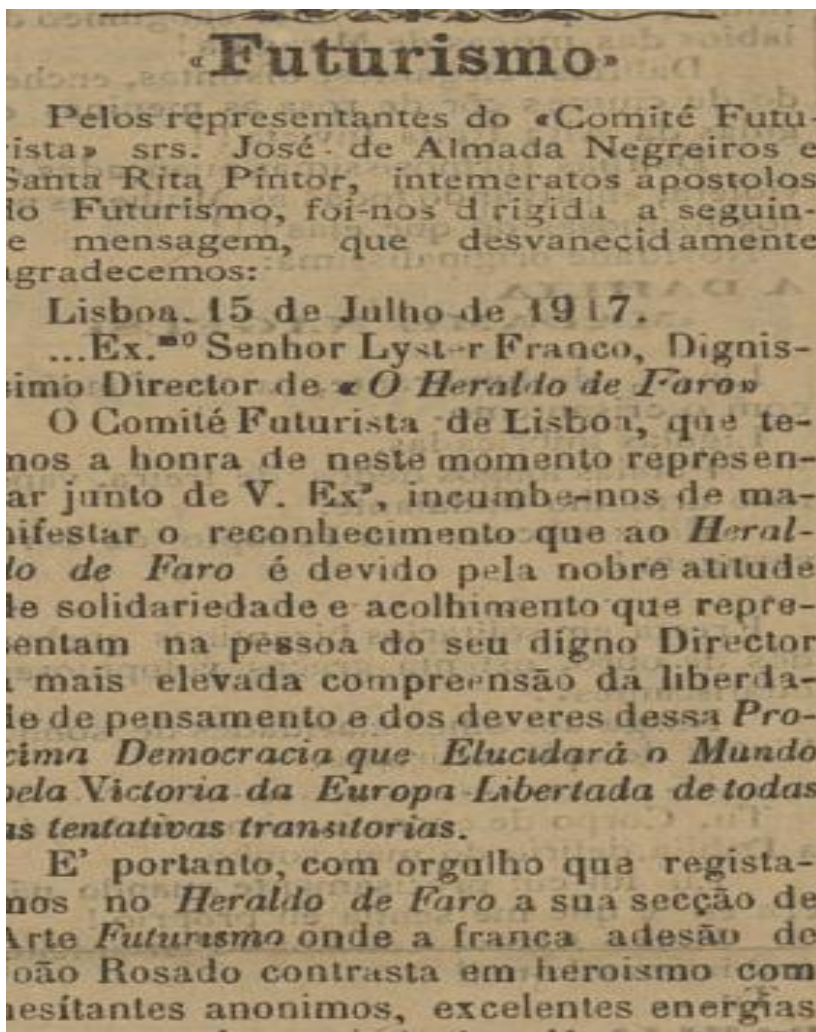 «Futurismo»
Pelos representantes do «Comité Futu-
rista» srs. José de Almada Negreiros e
Santa Rita Pintor, intemeratos apostolos
do Futurismo, foi-nos d rigida a seguin-
e mensagem, que desvanecidamente
agradecemos:
Lisboa. 15 de Julho de 1917.
...Ex.ᵐᵒ Senhor Lyster Franco, Dignis-
simo Director de «O Heraldo de Faro»
O Comité Futurista de Lisboa, que te-
mos a honra de neste momento represen-
ar junto de V. Exª, incumbe-nos de ma-
nifestar o reconhecimento que ao Heral-
do de Faro é devido pela nobre atitude
de solidariedade e acolhimento que repre-
sentam na pessoa do seu digno Director
a mais elevada compreensão da liberda-
de de pensamento e dos deveres dessa Pro-
cima Democracia que Elucidará o Mundo
pela Victoria da Europa Libertada de todas
as tentativas transitorias.
E' portanto, com orgulho que regista-
mos no Heraldo de Faro a sua secção de
Arte Futurismo onde a franca adesão de
João Rosado contrasta em heroismo com
hesitantes anonimos, excelentes energias